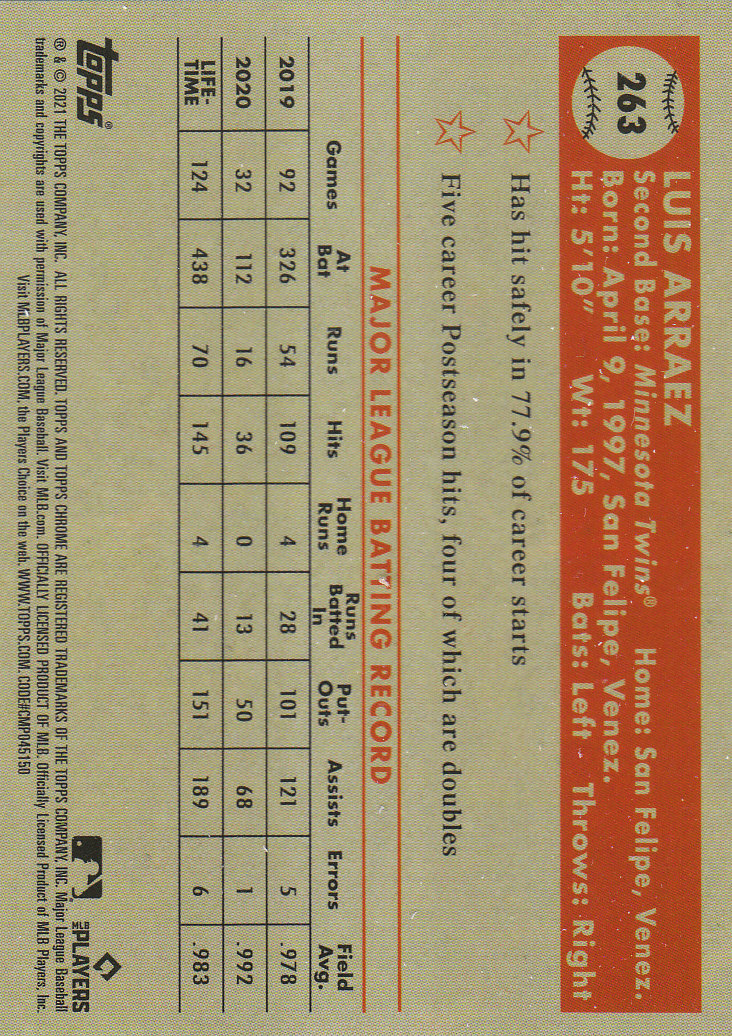 263
LUIS ARRAEZ
Second Base: Minnesota Twins® Home: San Felipe, Venez.
Born: April 9, 1997, San Felipe, Venez.
Ht: 5'10" Wt: 175 Bats: Left Throws: Right
Has hit safely in 77.9% of career starts
Five career Postseason hits, four of which are doubles
MAJOR LEAGUE BATTING RECORD
Games At Bat Runs Hits Home Runs Runs Batted In Put-Outs Assists Errors Field Avg.
2019 92 326 54 109 4 28 101 121 5 .978
2020 32 112 16 36 0 13 50 68 1 .992
LIFE-TIME 124 438 70 145 4 41 151 189 6 .983
topps®
MLB PLAYERS
® & © 2021 THE TOPPS COMPANY, INC. ALL RIGHTS RESERVED. TOPPS AND TOPPS CHROME ARE REGISTERED TRADEMARKS OF THE TOPPS COMPANY, INC. Major League Baseball
trademarks and copyrights are used with permission of Major League Baseball. Visit MLB.com. OFFICIALLY LICENSED PRODUCT OF MLB. Officially Licensed Product of MLB Players, Inc.
Visit MLBPLAYERS.COM, the Players Choice on the web. WWW.TOPPS.COM. CODE#CMP045150